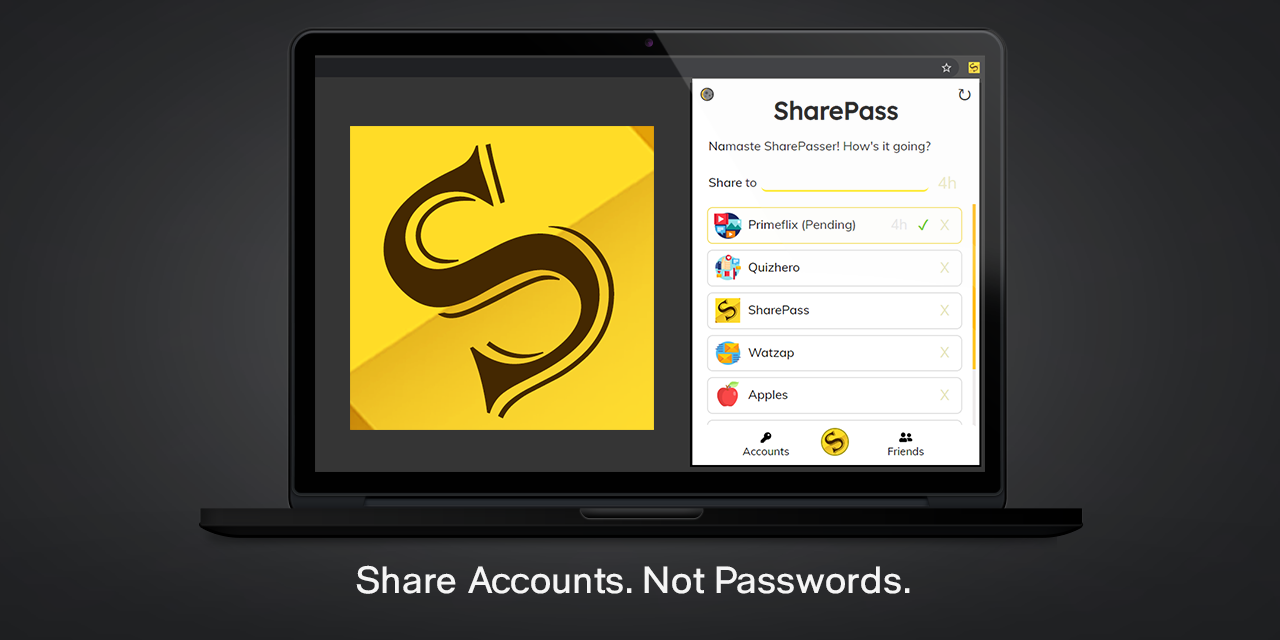 SharePass
Namaste SharePasser! How's it going?
Share to 4h
Primeflix (Pending) 4h ✓ X
Quizhero X
SharePass X
Watzap X
Apples X
Accounts S Friends
S
Share Accounts. Not Passwords.